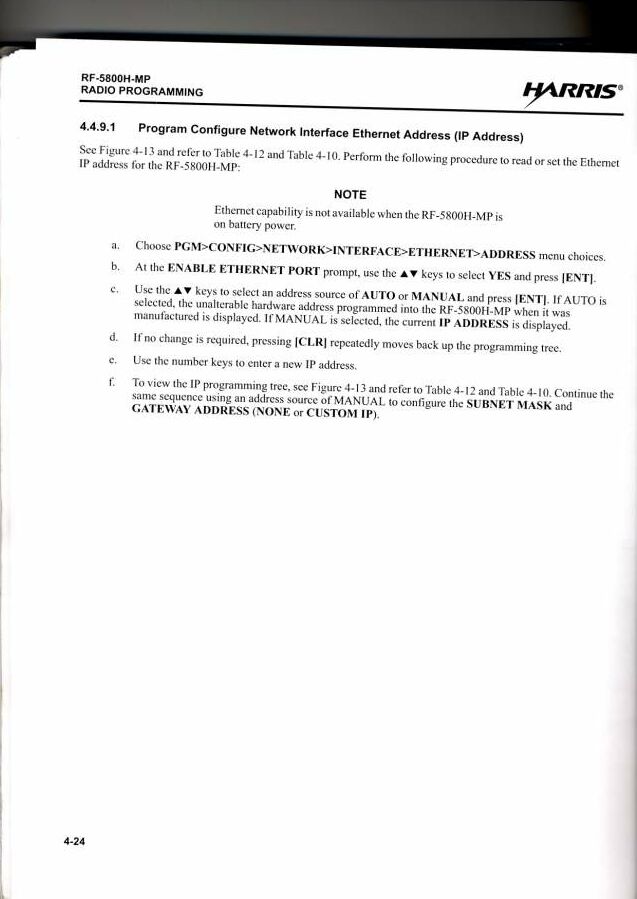 RF-5800H-MP
RADIO PROGRAMMING
HARRIS®
4.4.9.1 Program Configure Network Interface Ethernet Address (IP Address)
See Figure 4-13 and refer to Table 4-12 and Table 4-10. Perform the following procedure to read or set the Ethernet
IP address for the RF-5800H-MP:
NOTE
Ethernet capability is not available when the RF-5800H-MP is
on battery power.
a. Choose PGM>CONFIG>NETWORK>INTERFACE>ETHERNET>ADDRESS menu choices.
b. At the ENABLE ETHERNET PORT prompt, use the ▲▼ keys to select YES and press [ENT].
c. Use the ▲▼ keys to select an address source of AUTO or MANUAL and press [ENT]. If AUTO is
selected, the unalterable hardware address programmed into the RF-5800H-MP when it was
manufactured is displayed. If MANUAL is selected, the current IP ADDRESS is displayed.
d. If no change is required, pressing [CLR] repeatedly moves back up the programming tree.
e. Use the number keys to enter a new IP address.
f. To view the IP programming tree, see Figure 4-13 and refer to Table 4-12 and Table 4-10. Continue the
same sequence using an address source of MANUAL to configure the SUBNET MASK and
GATEWAY ADDRESS (NONE or CUSTOM IP).
4-24